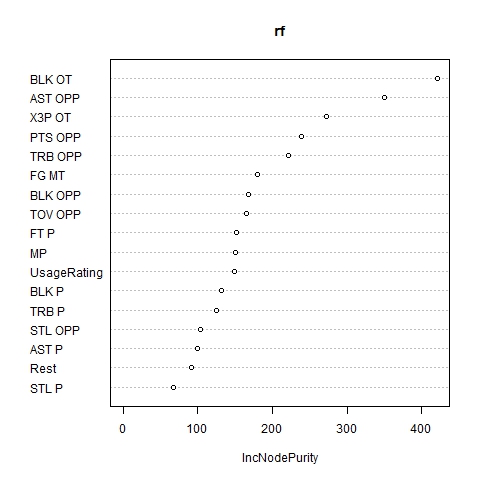 rf
BLK OT
AST OPP
X3P OT
PTS OPP
TRB OPP
FG MT
BLK OPP
TOV OPP
FT P
MP
UsageRating
BLK P
TRB P
STL OPP
AST P
Rest
STL P
0 100 200 300 400
IncNodePurity